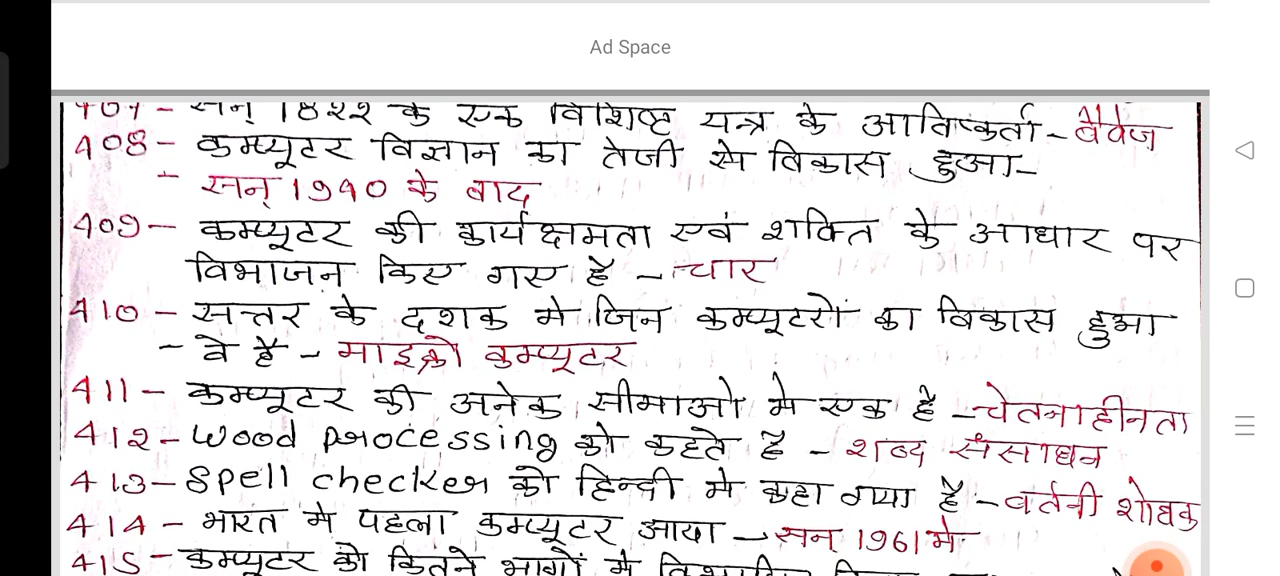 Ad Space
407 - सन् 1822 के एक विशिष्ट यन्त्र के आविष्कर्ता - बैवेज
408 - कम्प्यूटर विज्ञान का तेजी से विकास हुआ -
- सन् 1940 के बाद
409 - कम्प्यूटर की कार्यक्षमता एवं शक्ति के आधार पर
विभाजन किए गए है - चार
410 - सत्तर के दशक मे जिन कम्प्यूटरों का विकास हुआ
- वे है - माइक्रो कम्प्यूटर
411 - कम्प्यूटर की अनेक सीमाओ मे एक है - चेतनाहीनता
412 - Word processing को कहते है - शब्द संसाधन
413 - Spell checker को हिन्दी मे कहा गया है - वर्तनी शोधक
414 - भारत मे पहला कम्प्यूटर आया - सन् 1961 मे
415 - कम्प्यूटर को कितने भागों मे